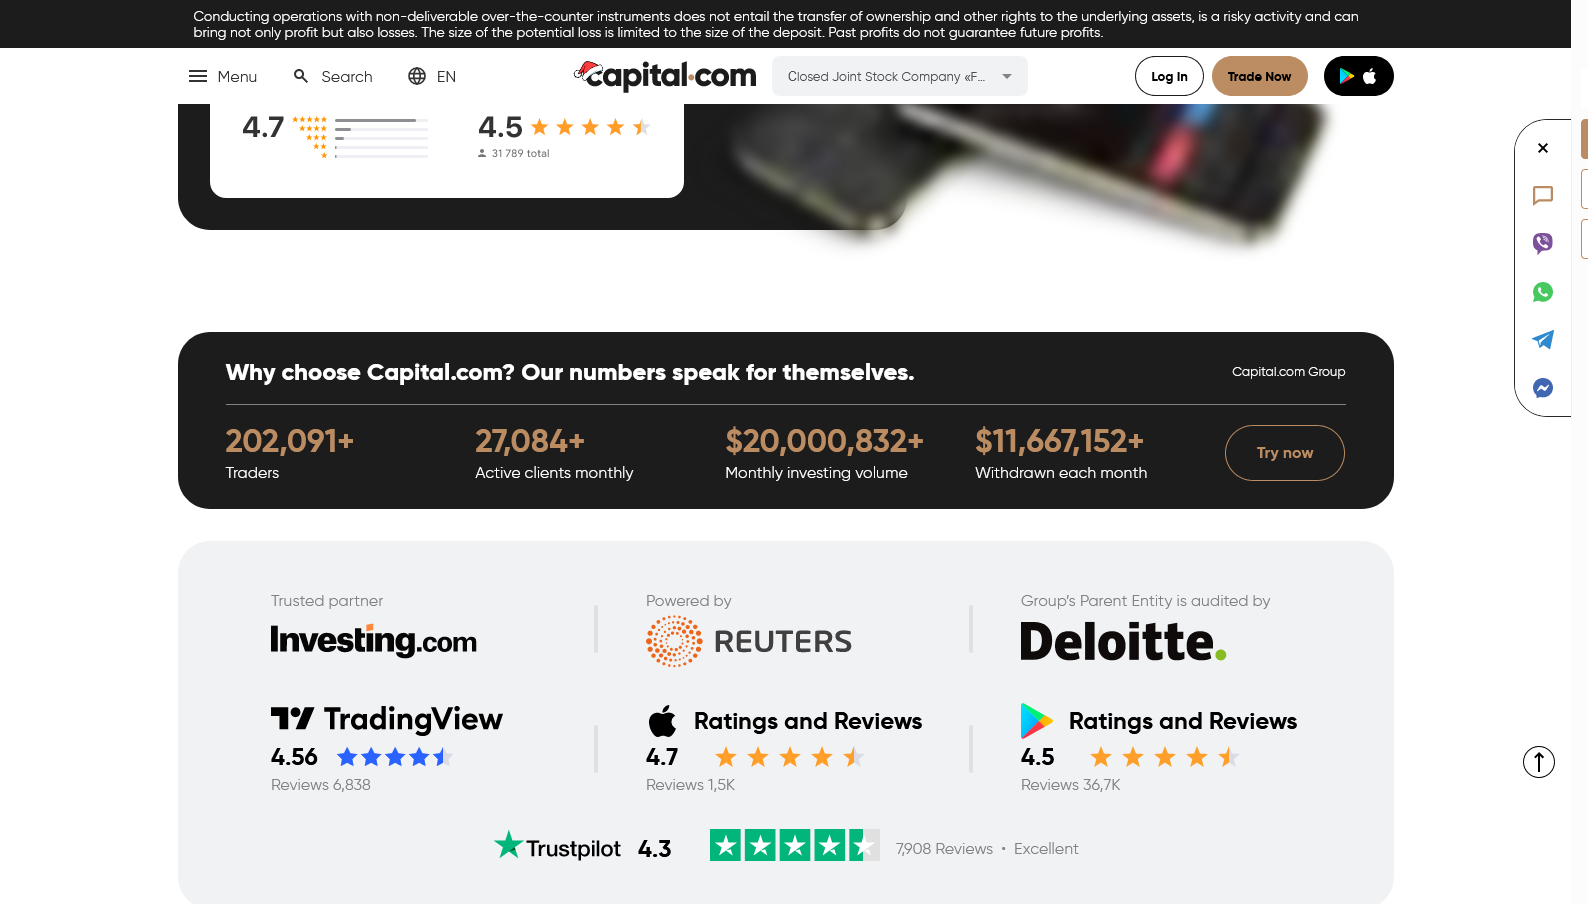 Conducting operations with non-deliverable over-the-counter instruments does not entail the transfer of ownership and other rights to the underlying assets, is a risky activity and can
bring not only profit but also losses. The size of the potential loss is limited to the size of the deposit. Past profits do not guarantee future profits.
Menu Search EN capital.com Closed Joint Stock Company «F... Log In Trade Now
4.7 4.5
31 789 total
Why choose Capital.com? Our numbers speak for themselves. Capital.com Group
202,091+ 27,084+ $20,000,832+ $11,667,152+
Try now
Traders Active clients monthly Monthly investing volume Withdrawn each month
Trusted partner Powered by Group's Parent Entity is audited by
Investing.com REUTERS Deloitte.
TradingView Ratings and Reviews Ratings and Reviews
4.56 4.7 4.5
Reviews 6,838 Reviews 1,5K Reviews 36,7K
Trustpilot 4.3 7,908 Reviews • Excellent